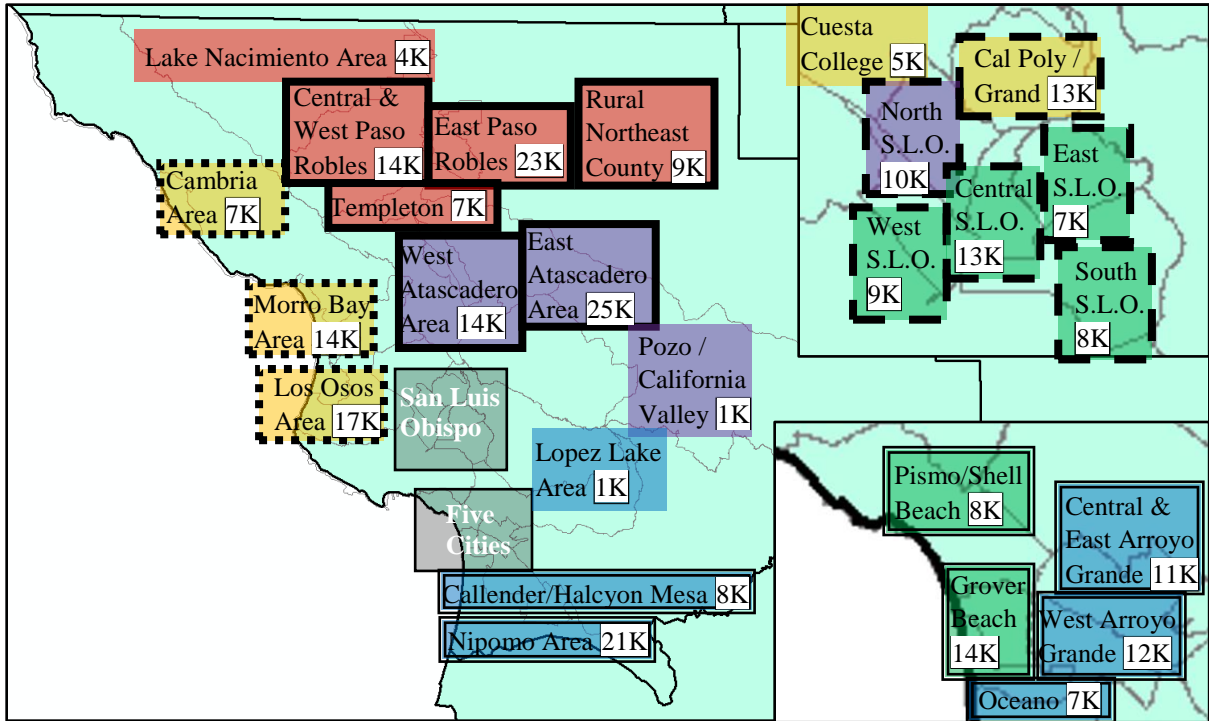 Lake Nacimiento Area 4K
Central &
West Paso
Robles 14K
East Paso
Robles 23K
Rural
Northeast
County 9K
Cambria
Area 7K
Templeton 7K
West
Atascadero
Area 14K
East
Atascadero
Area 25K
Morro Bay
Area 14K
Los Osos
Area 17K
San Luis
Obispo
Pozo /
California
Valley 1K
Lopez Lake
Area 1K
Five
Cities
Callender/Halcyon Mesa 8K
Nipomo Area 21K
Cuesta
College 5K
Cal Poly /
Grand 13K
North
S.L.O.
10K
East
S.L.O.
7K
Central
S.L.O.
13K
West
S.L.O.
9K
South
S.L.O.
8K
Pismo/Shell
Beach 8K
Central &
East Arroyo
Grande 11K
Grover
Beach
14K
West Arroyo
Grande 12K
Oceano 7K